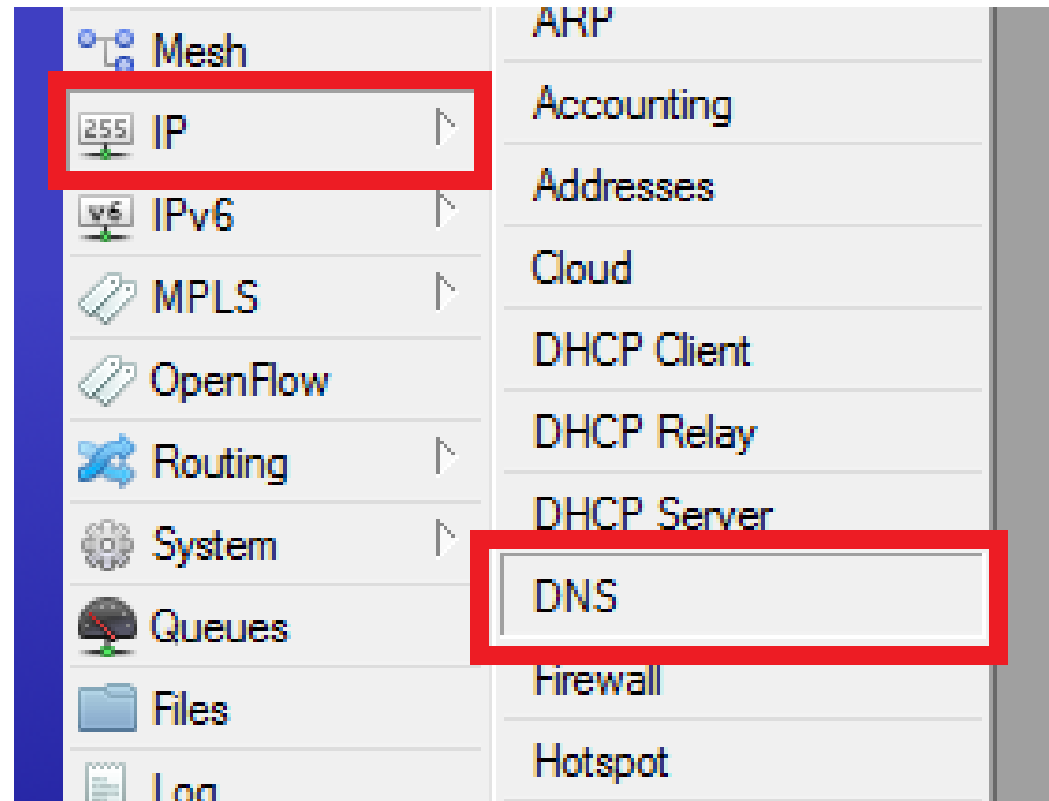 Mesh
255 IP
v6 IPv6
MPLS
OpenFlow
Routing
System
Queues
Files
Log
ARP
Accounting
Addresses
Cloud
DHCP Client
DHCP Relay
DHCP Server
DNS
Firewall
Hotspot